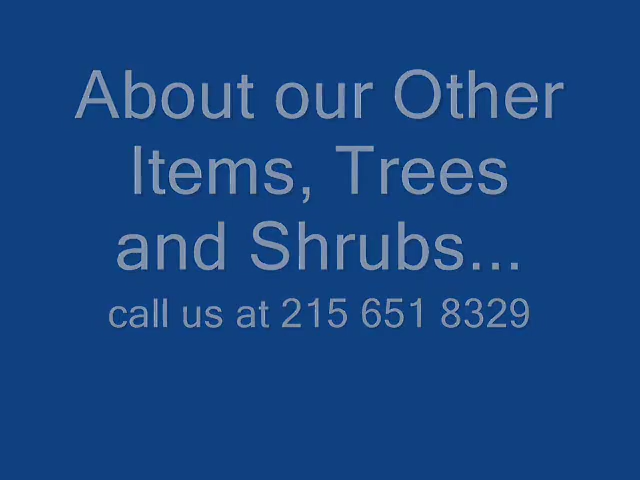 About our Other
Items, Trees
and Shrubs...
call us at 215 651 8329